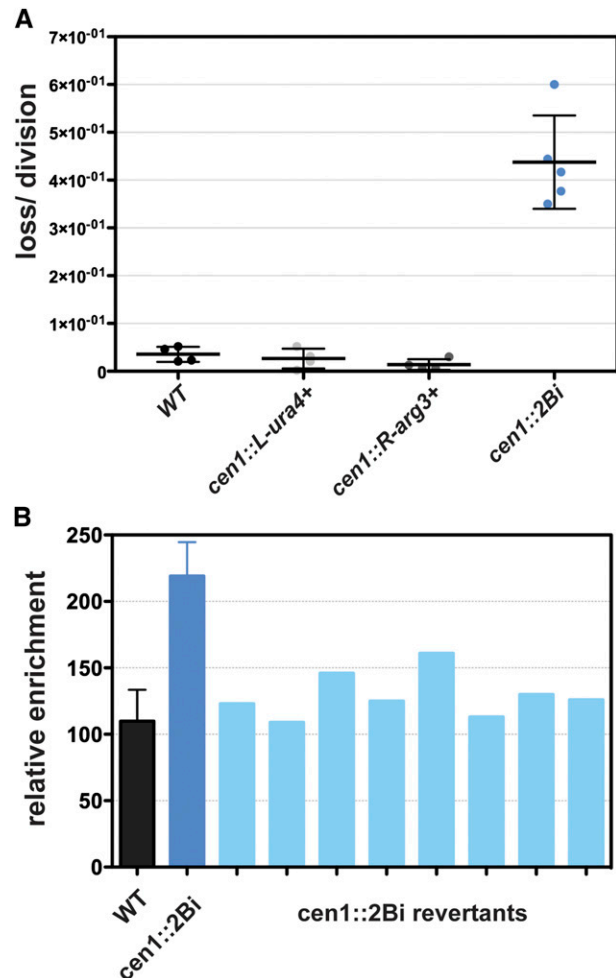 A
loss/ division
7×10⁻⁰¹
6×10⁻⁰¹
5×10⁻⁰¹
4×10⁻⁰¹
3×10⁻⁰¹
2×10⁻⁰¹
1×10⁻⁰¹
0
WT
cen1::L-ura4+
cen1::R-arg3+
cen1::2Bi
B
relative enrichment
250
200
150
100
50
0
WT
cen1::2Bi
cen1::2Bi revertants